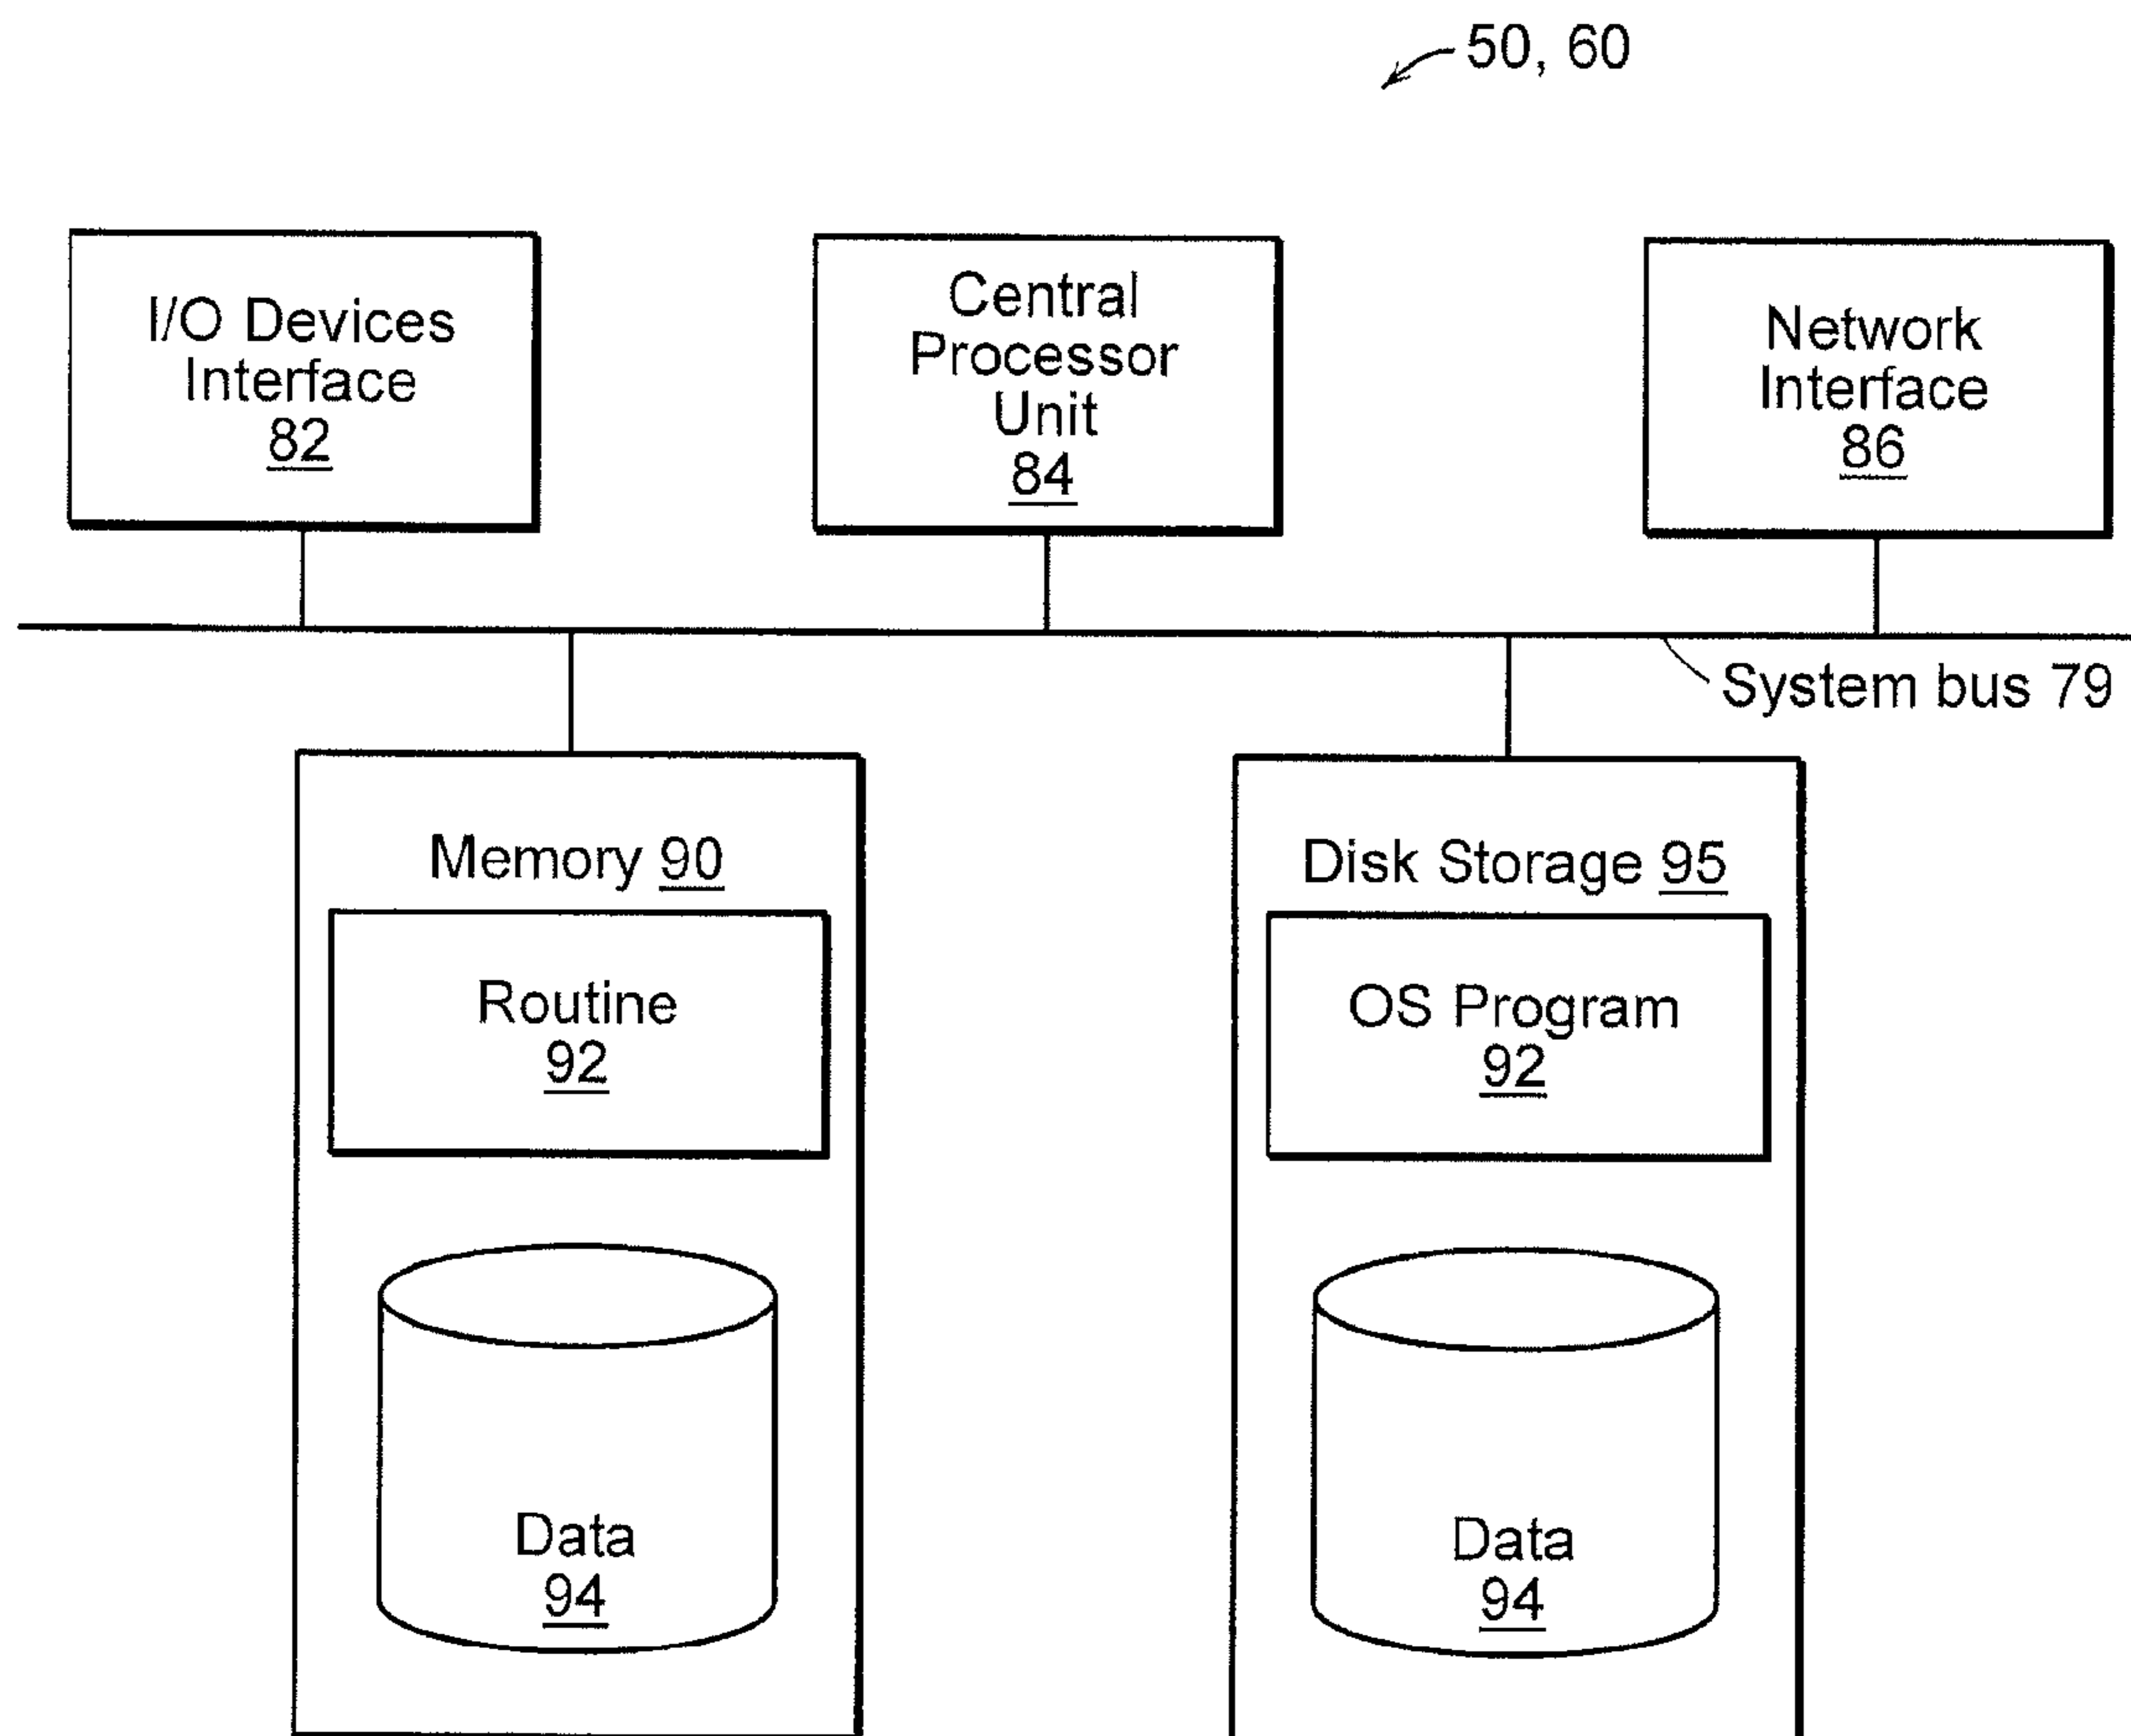 50, 60
I/O Devices
Interface
82
Central
Processor
Unit
84
Network
Interface
86
System bus 79
Memory 90
Routine
92
Data
94
Disk Storage 95
OS Program
92
Data
94